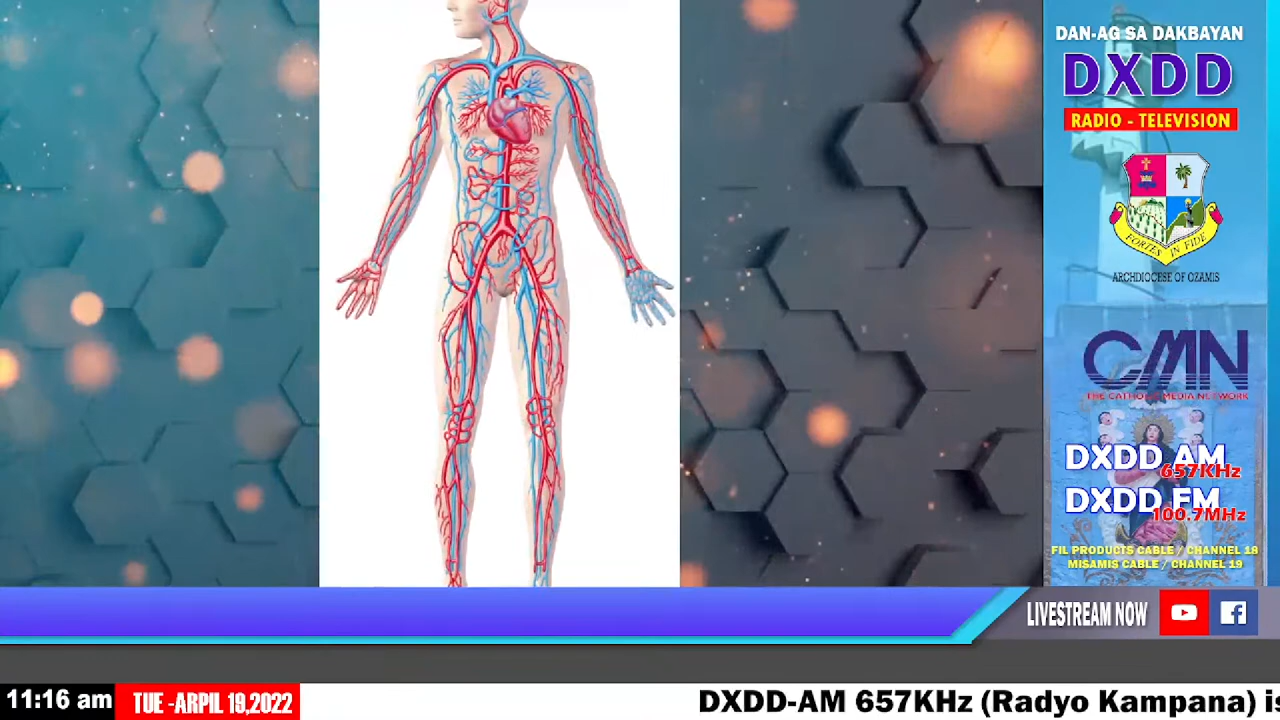 DAN-AG SA DAKBAYAN
DXDD
RADIO - TELEVISION
FORTES IN FIDE
ARCHDIOCESE OF OZAMIS
CMN
THE CATHOLIC MEDIA NETWORK
DXDD AM
657KHz
DXDD FM
100.7MHz
FIL PRODUCTS CABLE / CHANNEL 18
MISAMIS CABLE / CHANNEL 19
LIVESTREAM NOW
11:16 am
TUE -ARPIL 19,2022
DXDD-AM 657KHz (Radyo Kampana) is